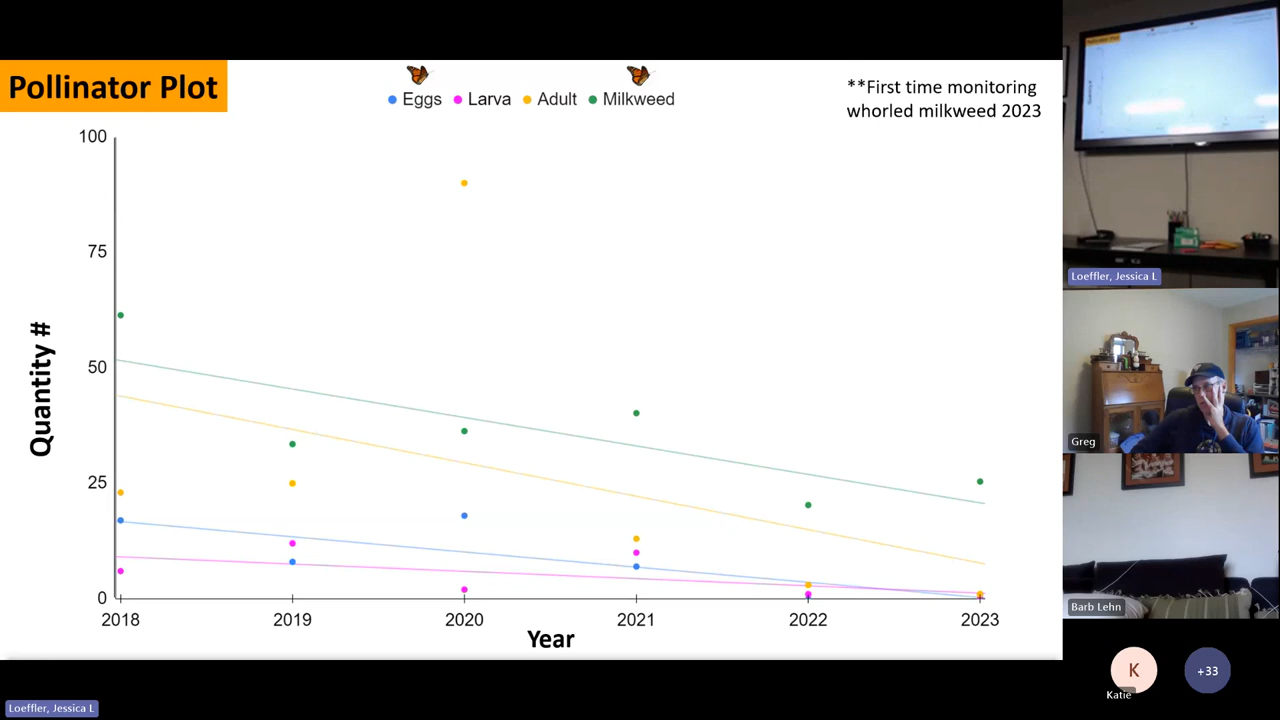 Pollinator Plot
Eggs Larva Adult Milkweed
**First time monitoring
whorled milkweed 2023
100
75
50
25
0
Quantity #
2018 2019 2020 2021 2022 2023
Year
Loeffler, Jessica L
Greg
Barb Lehn
K
Katie
+33
Loeffler, Jessica L